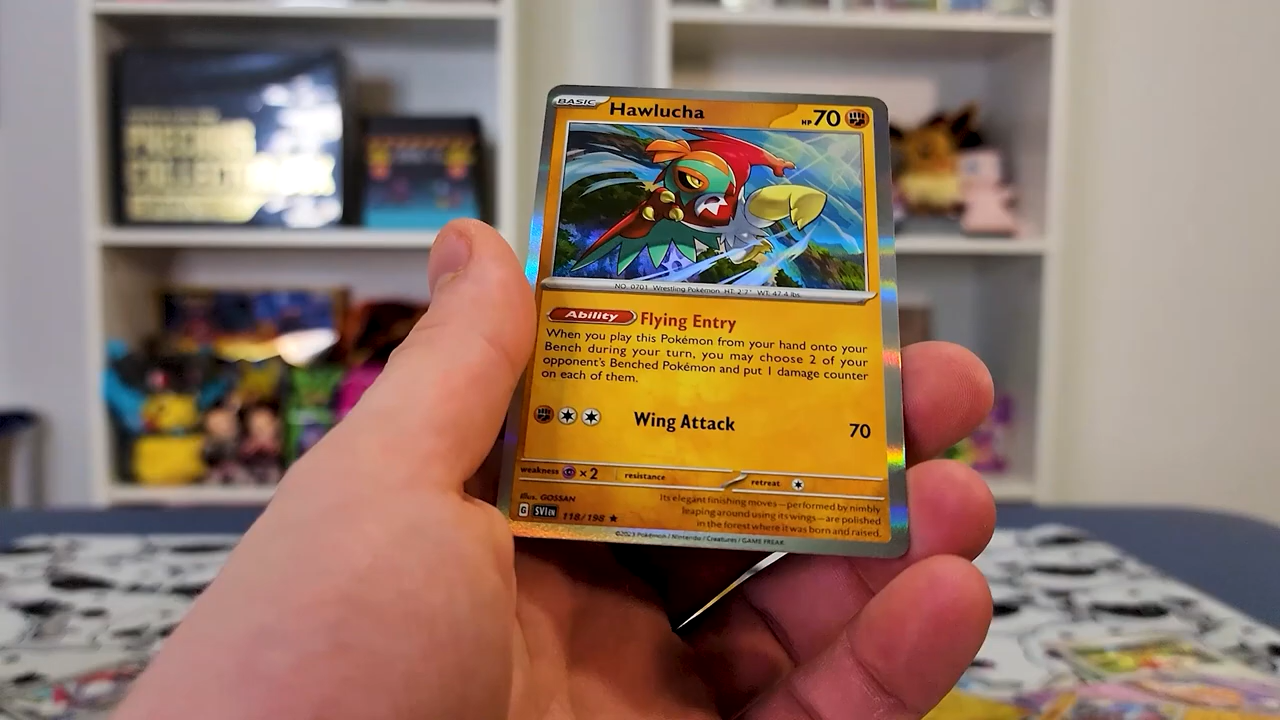 BASIC Hawlucha HP 70
NO. 0701 Wrestling Pokémon HT: 2'2" WT: 47.4 lbs.
Ability Flying Entry
When you play this Pokémon from your hand onto your
Bench during your turn, you may choose 2 of your
opponent's Benched Pokémon and put 1 damage counter
on each of them.
Wing Attack 70
weakness ×2 resistance retreat
Illus. GOSSAN
G SVI EN 118/198 ★
Its elegant finishing moves—performed by nimbly
leaping around using its wings—are polished
in the forest where it was born and raised.
©2023 Pokémon / Nintendo / Creatures / GAME FREAK